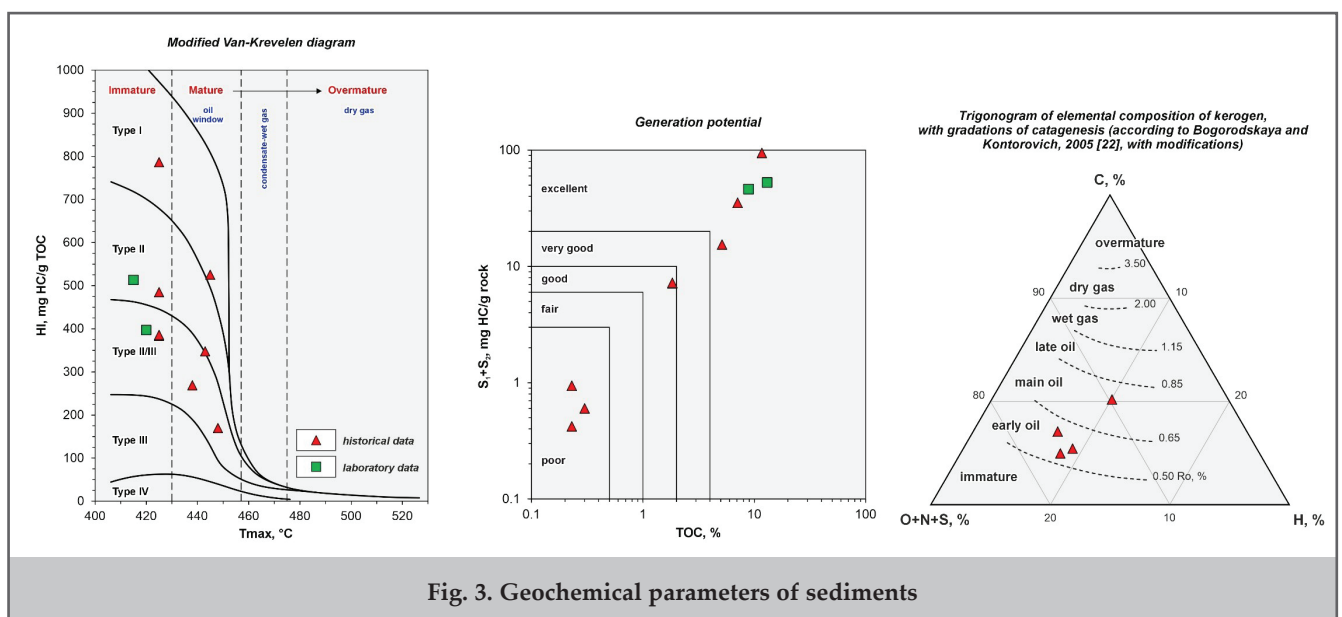 Modified Van-Krevelen diagram
1000
900
800
700
600
500
400
300
200
100
0
HI, mg HC/g TOC
Immature
Mature
Overmature
oil
window
condensate-wet gas
dry gas
Type I
Type II
Type II/III
Type III
Type IV
historical data
laboratory data
400
420
440
460
480
500
520
Tmax, °C
Generation potential
100
10
1
0.1
S₁+S₂, mg HC/g rock
excellent
very good
good
fair
poor
0.1
1
10
100
TOC, %
Trigonogram of elemental composition of kerogen,
with gradations of catagenesis (according to Bogorodskaya and
Kontorovich, 2005 [22], with modifications)
C, %
overmature
3.50
90
dry gas
10
2.00
wet gas
late oil
1.15
main oil
0.85
80
20
early oil
0.65
immature
0.50 Ro, %
O+N+S, %
20
10
H, %
Fig. 3. Geochemical parameters of sediments